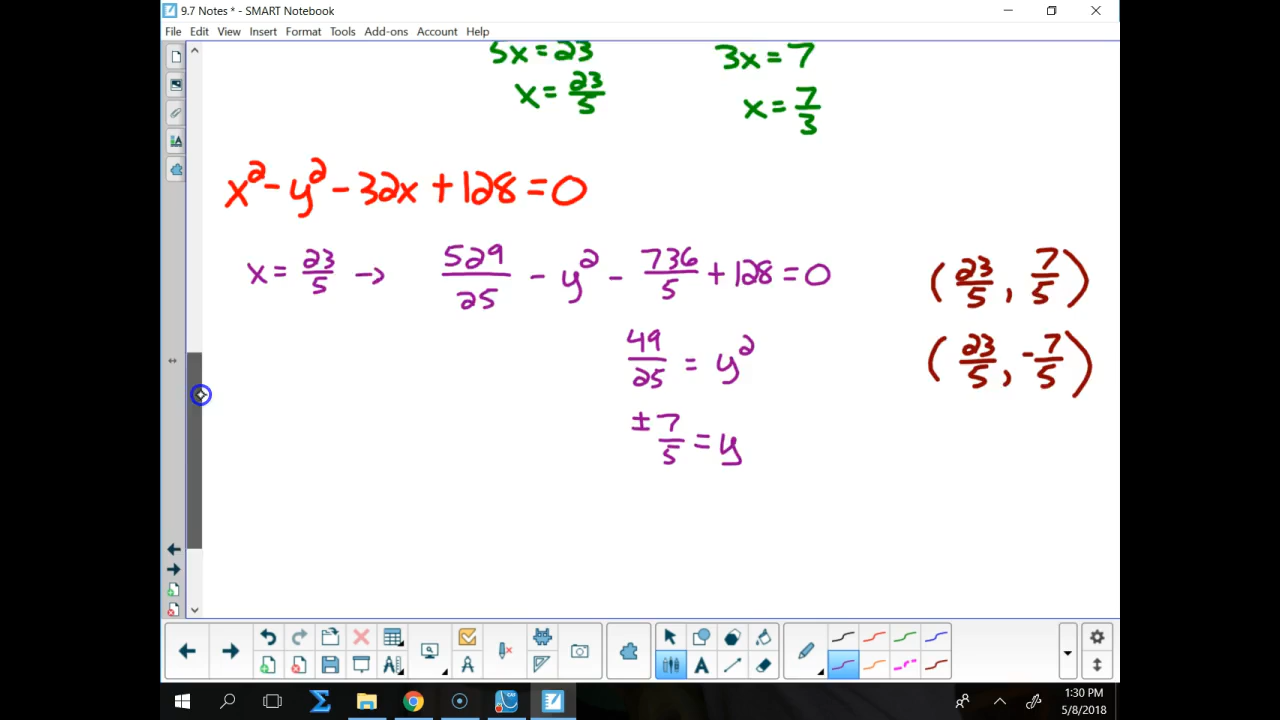 9.7 Notes * - SMART Notebook
File Edit View Insert Format Tools Add-ons Account Help
5x = 23 3x = 7
x = 23/5 x = 7/3
x² - y² - 32x + 128 = 0
x = 23/5 → 529/25 - y² - 736/5 + 128 = 0 (23/5, 7/5)
49/25 = y² (23/5, -7/5)
± 7/5 = y
1:30 PM
5/8/2018